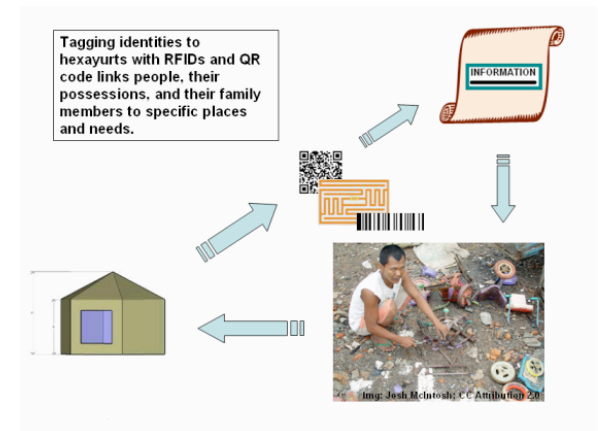 Tagging identities to
hexayurts with RFIDs and QR
code links people, their
possessions, and their family
members to specific places
and needs.
INFORMATION
Img: Josh McIntosh; CC Attribution 2.0